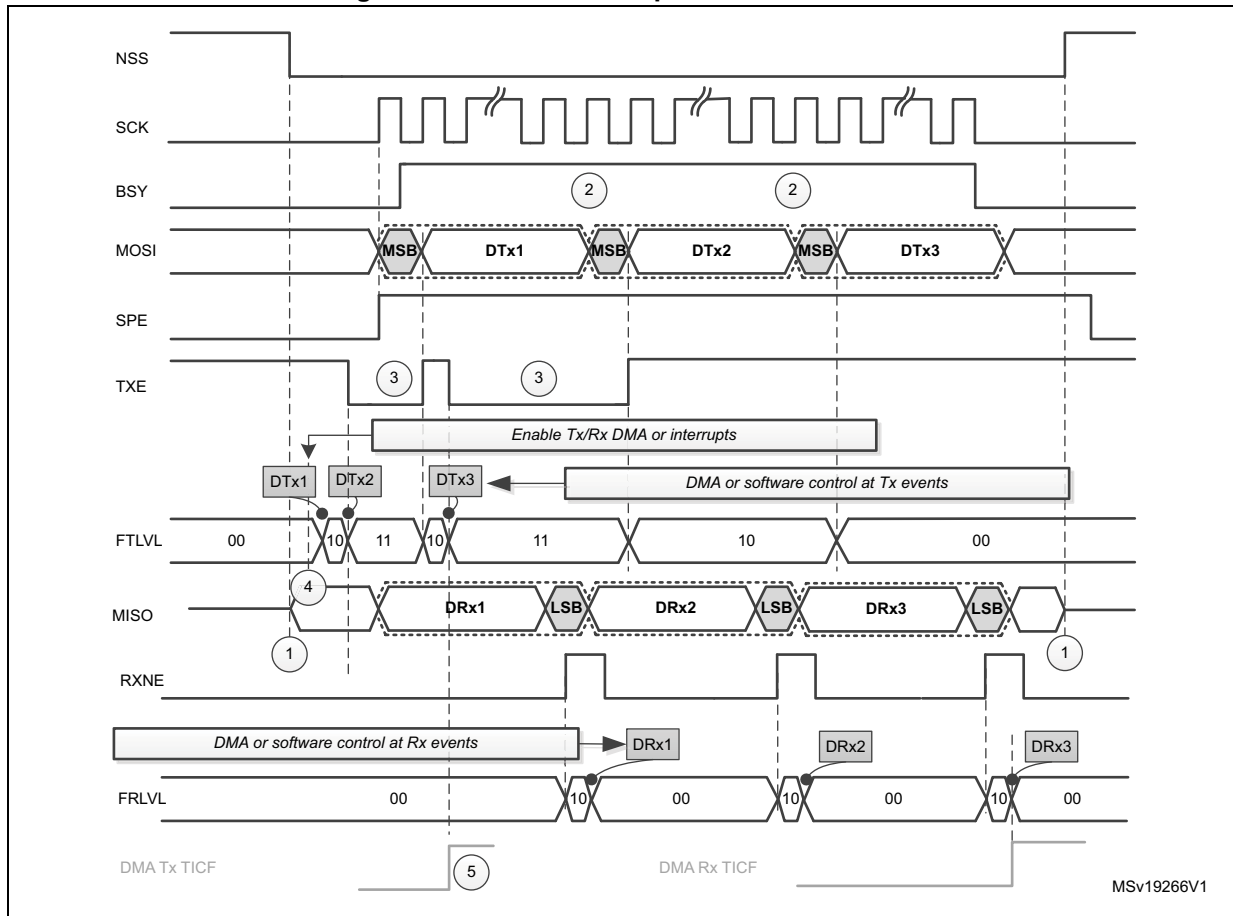 NSS
SCK
BSY
2 2
MOSI
MSB DTx1 MSB DTx2 MSB DTx3
SPE
TXE
3 3
Enable Tx/Rx DMA or interrupts
DTx1 DTx2 DTx3 DMA or software control at Tx events
FTLVL 00 10 11 10 11 10 00
4
MISO DRx1 LSB DRx2 LSB DRx3 LSB
1 1
RXNE
DMA or software control at Rx events DRx1 DRx2 DRx3
FRLVL 00 10 00 10 00 10 00
DMA Tx TICF 5 DMA Rx TICF
MSv19266V1